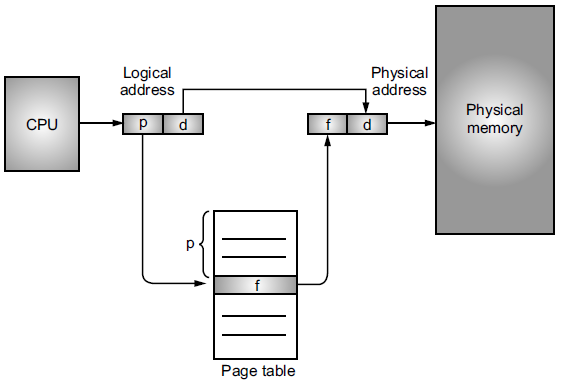 Logical
address
Physical
address
CPU
p
d
f
d
Physical
memory
p
f
Page table